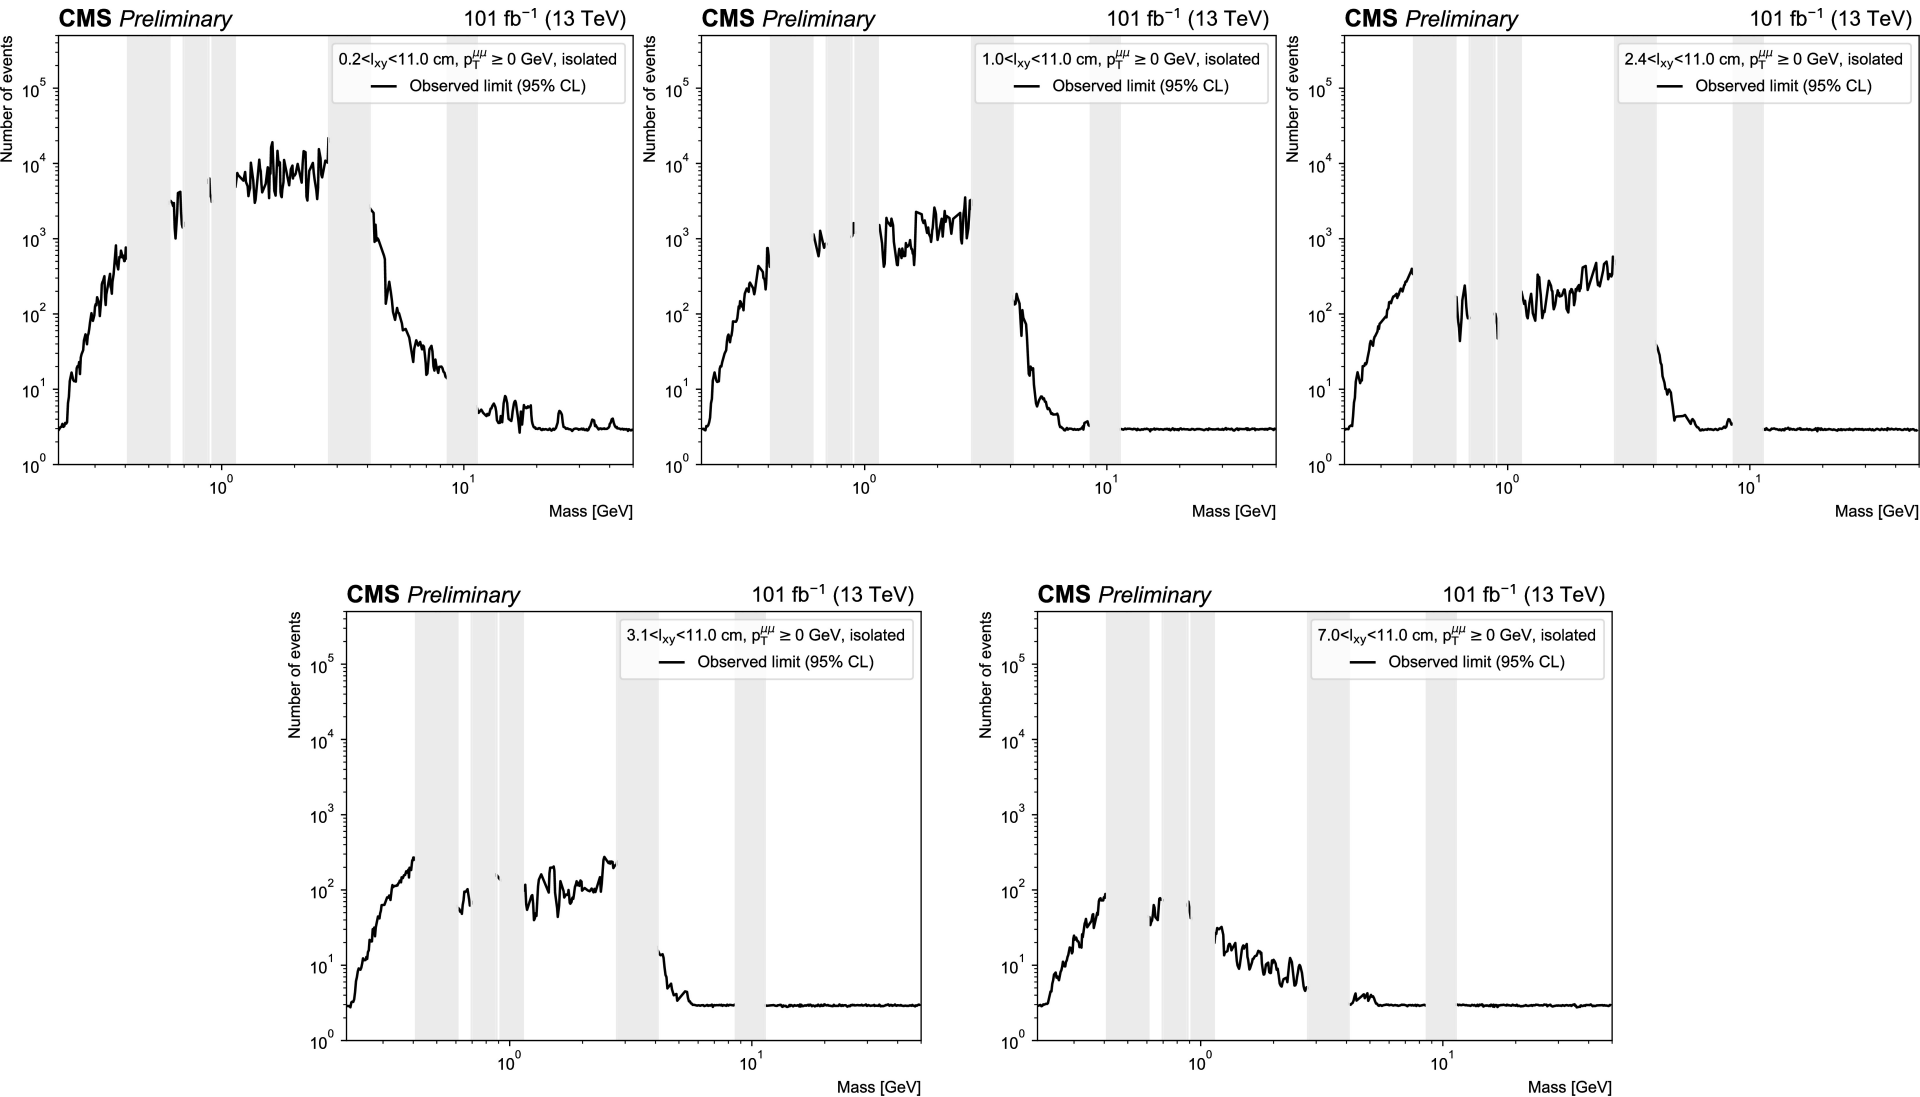 CMS Preliminary 101 fb⁻¹ (13 TeV)
Number of events
0.2<lxy<11.0 cm, pTμμ ≥ 0 GeV, isolated
Observed limit (95% CL)
10⁵
10⁴
10³
10²
10¹
10⁰
10⁰ 10¹
Mass [GeV]
CMS Preliminary 101 fb⁻¹ (13 TeV)
Number of events
1.0<lxy<11.0 cm, pTμμ ≥ 0 GeV, isolated
Observed limit (95% CL)
10⁵
10⁴
10³
10²
10¹
10⁰
10⁰ 10¹
Mass [GeV]
CMS Preliminary 101 fb⁻¹ (13 TeV)
Number of events
2.4<lxy<11.0 cm, pTμμ ≥ 0 GeV, isolated
Observed limit (95% CL)
10⁵
10⁴
10³
10²
10¹
10⁰
10⁰ 10¹
Mass [GeV]
CMS Preliminary 101 fb⁻¹ (13 TeV)
Number of events
3.1<lxy<11.0 cm, pTμμ ≥ 0 GeV, isolated
Observed limit (95% CL)
10⁵
10⁴
10³
10²
10¹
10⁰
10⁰ 10¹
Mass [GeV]
CMS Preliminary 101 fb⁻¹ (13 TeV)
Number of events
7.0<lxy<11.0 cm, pTμμ ≥ 0 GeV, isolated
Observed limit (95% CL)
10⁵
10⁴
10³
10²
10¹
10⁰
10⁰ 10¹
Mass [GeV]